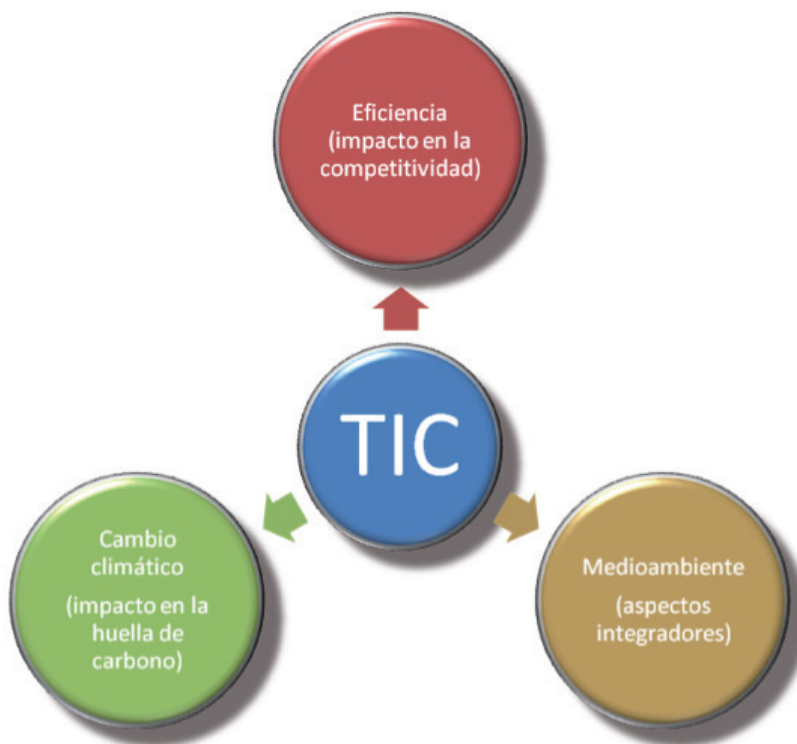 Eficiencia
(impacto en la
competitividad)
TIC
Cambio
climático
(impacto en la
huella de
carbono)
Medioambiente
(aspectos
integradores)